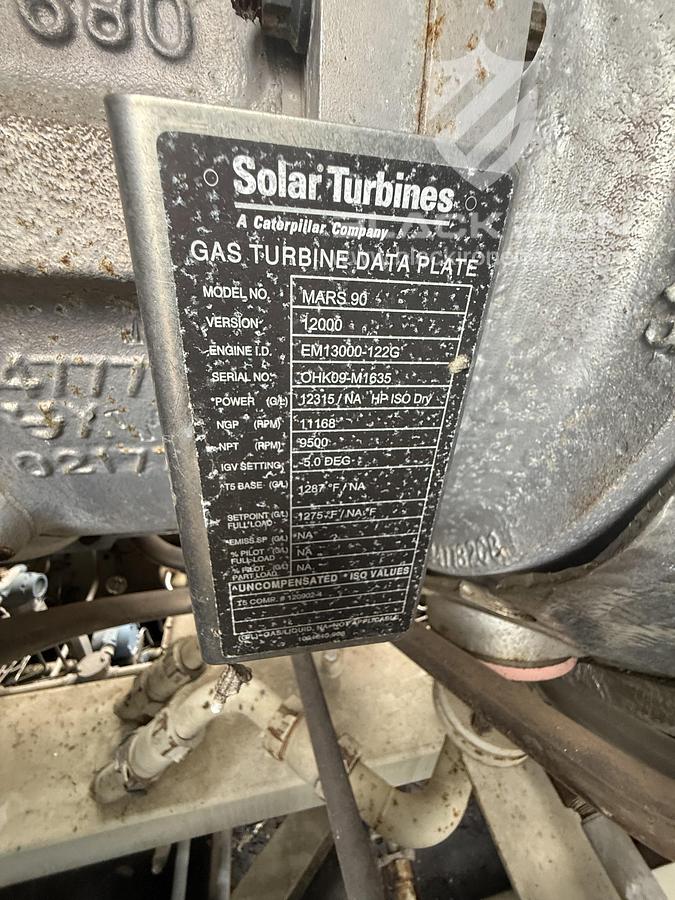 680
Solar Turbines
A Caterpillar Company
GAS TURBINE DATA PLATE
MODEL NO. MARS 90
VERSION 12000
ENGINE I.D. EM13000-122G
SERIAL NO. OHK09-M1635
*POWER (G/L) 12315 / NA HP ISO Dry
NGP (RPM) 11168
NPT (RPM) 9500
IGV SETTING -5.0 DEG
^T5 BASE (G/L) 1287 °F / NA
SETPOINT (G/L) 1275 °F / NA °F
FULL LOAD
*EMISS.SP (G/L) NA
% PILOT (G/L) NA
FULL-LOAD
% PILOT (G/L) NA
PART LOAD
^UNCOMPENSATED * ISO VALUES
T5 COMP. # 120902-4
(G/L)=GAS/LIQUID, NA=NOT APPLICABLE